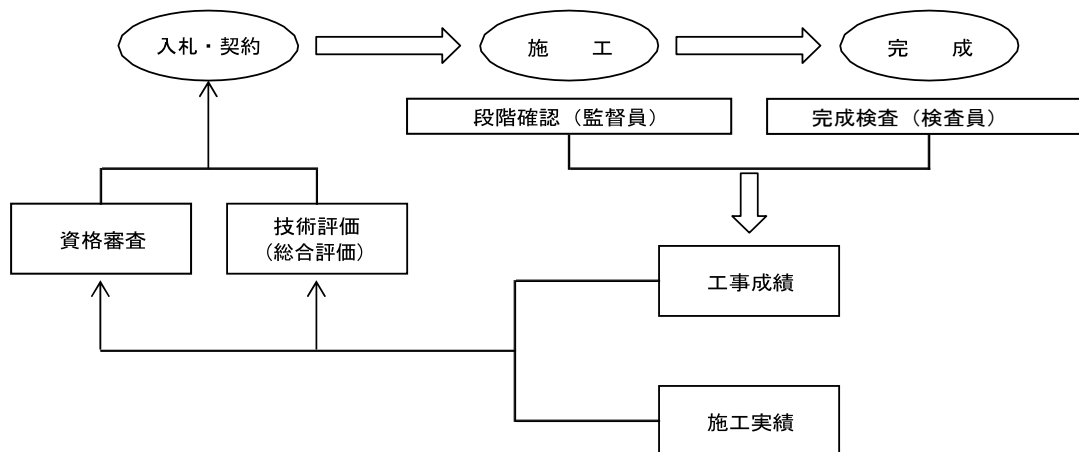 入札・契約
施　　工
完　　成
段階確認（監督員）
完成検査（検査員）
資格審査
技術評価
（総合評価）
工事成績
施工実績